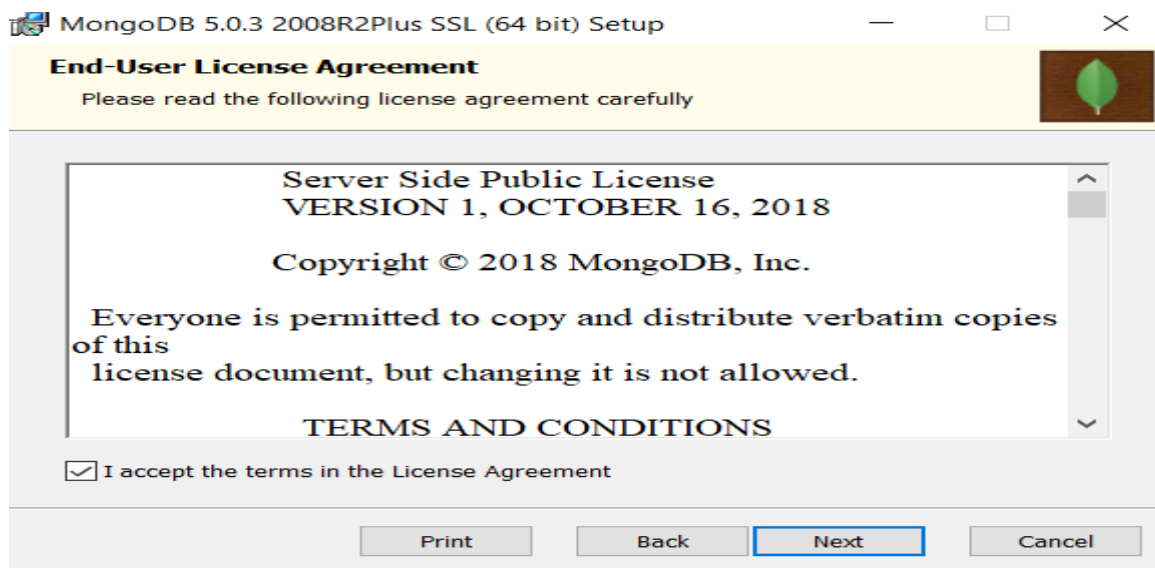 MongoDB 5.0.3 2008R2Plus SSL (64 bit) Setup
End-User License Agreement
Please read the following license agreement carefully
Server Side Public License
VERSION 1, OCTOBER 16, 2018
Copyright © 2018 MongoDB, Inc.
Everyone is permitted to copy and distribute verbatim copies
of this
license document, but changing it is not allowed.
TERMS AND CONDITIONS
I accept the terms in the License Agreement
Print Back Next Cancel